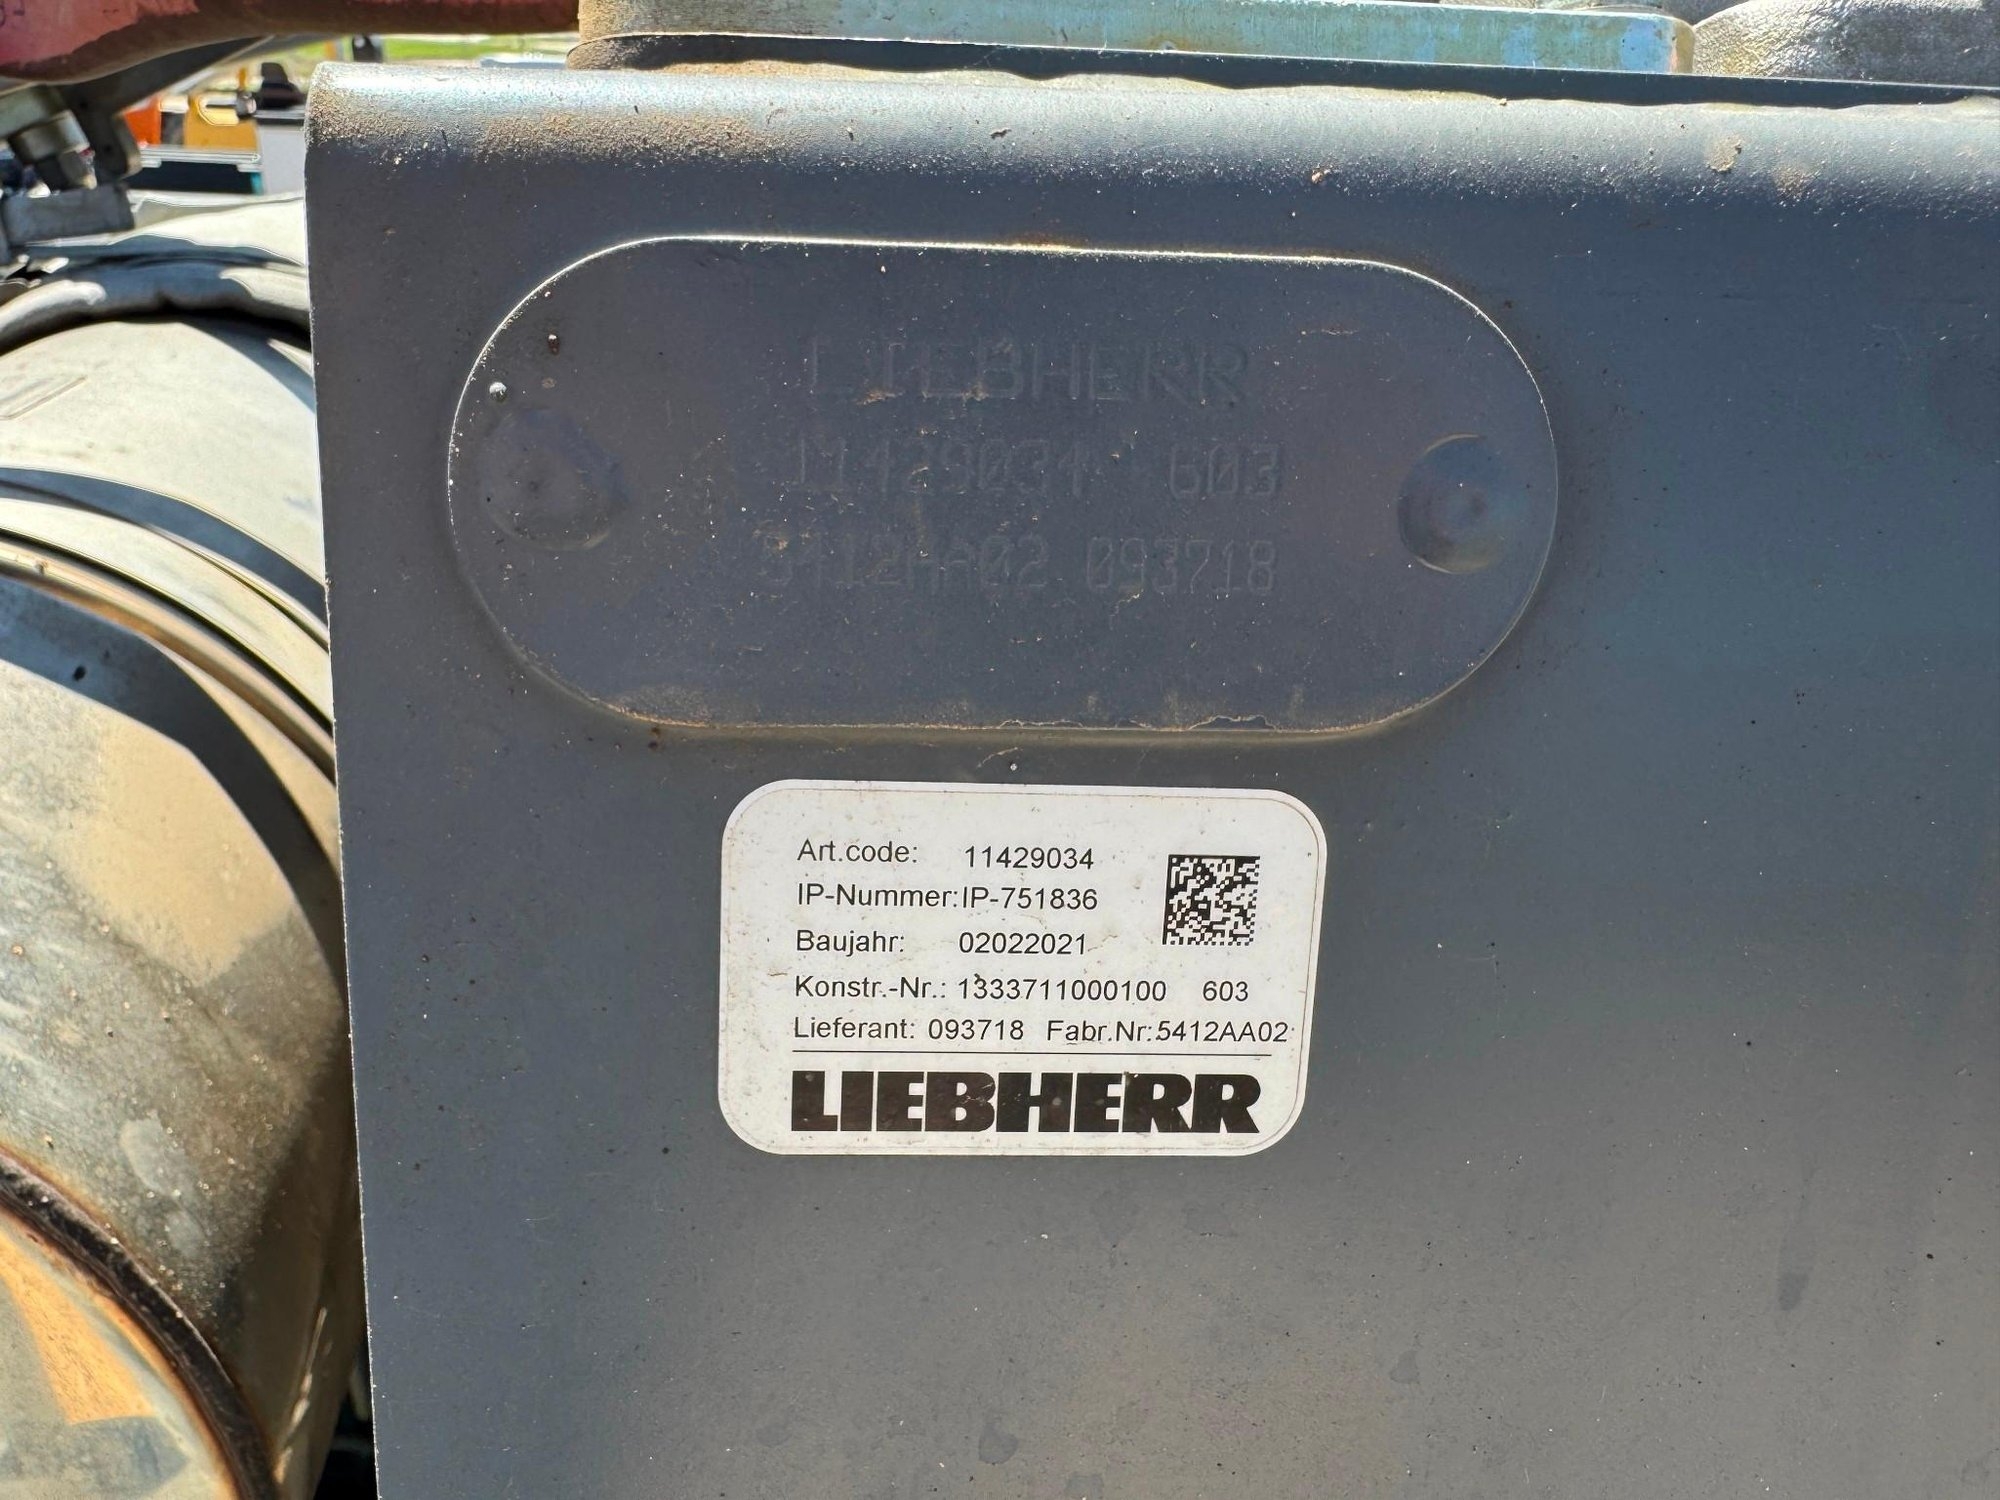 LIEBHERR
11429034 603
5412AA02 093718
Art.code: 11429034
IP-Nummer:IP-751836
Baujahr: 02022021
Konstr.-Nr.: 1333711000100 603
Lieferant: 093718 Fabr.Nr:5412AA02
LIEBHERR